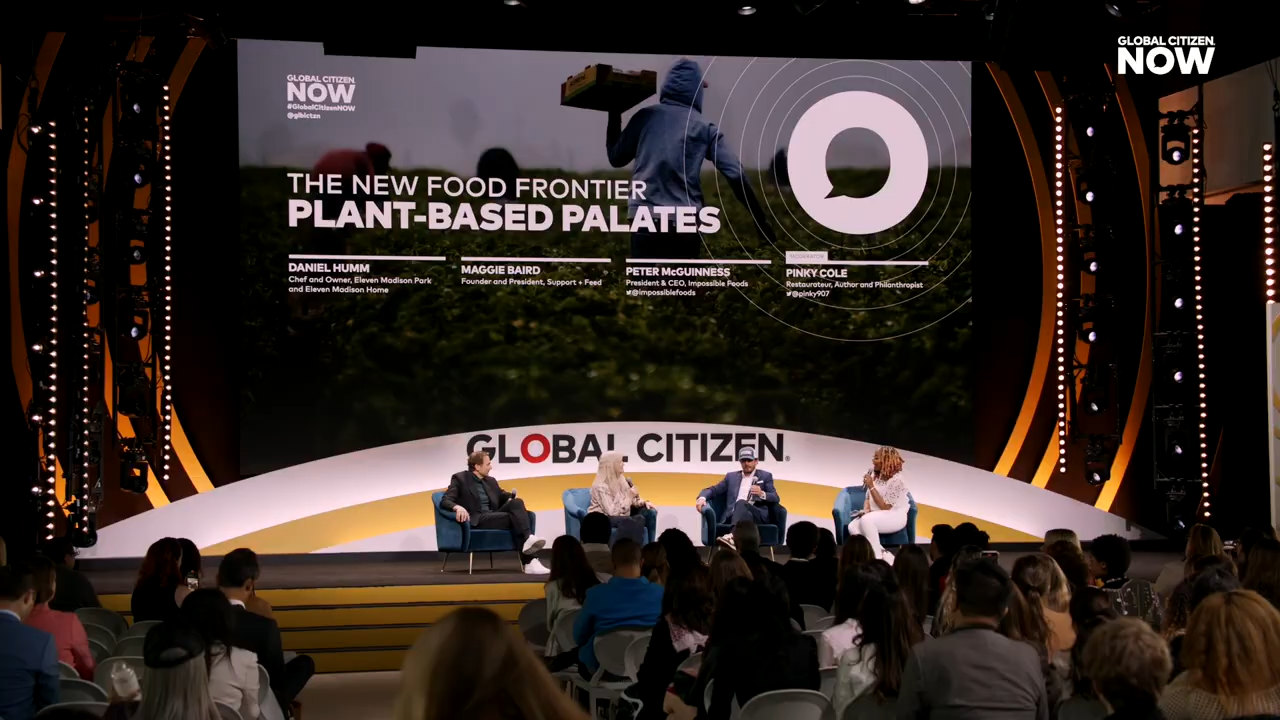 GLOBAL CITIZEN
NOW
GLOBAL CITIZEN
NOW
#GlobalCitizenNOW
@glblctzn
THE NEW FOOD FRONTIER
PLANT-BASED PALATES
DANIEL HUMM
Chef and Owner, Eleven Madison Park
and Eleven Madison Home
MAGGIE BAIRD
Founder and President, Support + Feed
PETER McGUINNESS
President & CEO, Impossible Foods
@impossiblefoods
MODERATOR
PINKY COLE
Restaurateur, Author and Philanthropist
@pinky907
GLOBAL CITIZEN®